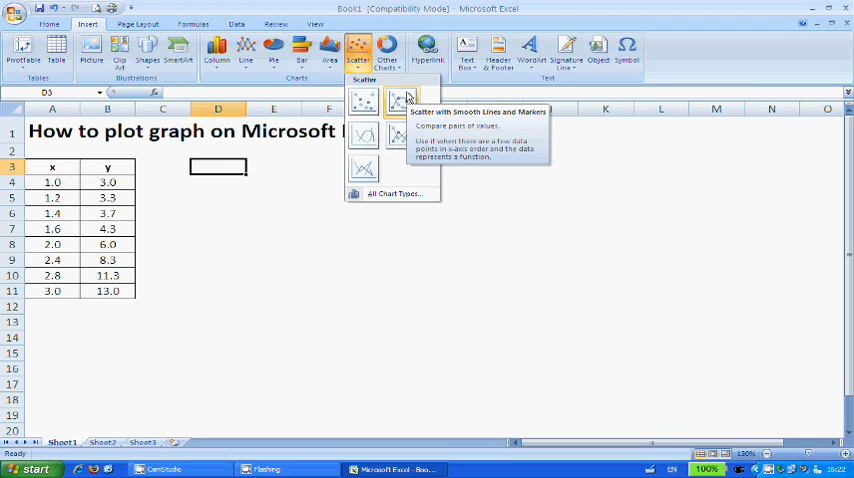 Book1 [Compatibility Mode] - Microsoft Excel
Home Insert Page Layout Formulas Data Review View
PivotTable Table Picture Clip Art Shapes SmartArt Column Line Pie Bar Area Scatter Other Charts Hyperlink Text Box Header & Footer WordArt Signature Line Object Symbol
Tables Illustrations Charts Text
D3 fx
Scatter
Scatter with Smooth Lines and Markers
Compare pairs of values.
Use it when there are a few data
points in x-axis order and the data
represents a function.
All Chart Types...
A B C D E F K L M N O
1 How to plot graph on Microsoft
2
3 x y
4 1.0 3.0
5 1.2 3.3
6 1.4 3.7
7 1.6 4.3
8 2.0 6.0
9 2.4 8.3
10 2.8 11.3
11 3.0 13.0
12
13
14
15
16
17
18
19
20
Sheet1 Sheet2 Sheet3
Ready 130%
start CamStudio Flashing Microsoft Excel - Boo... EN 100% 16:22